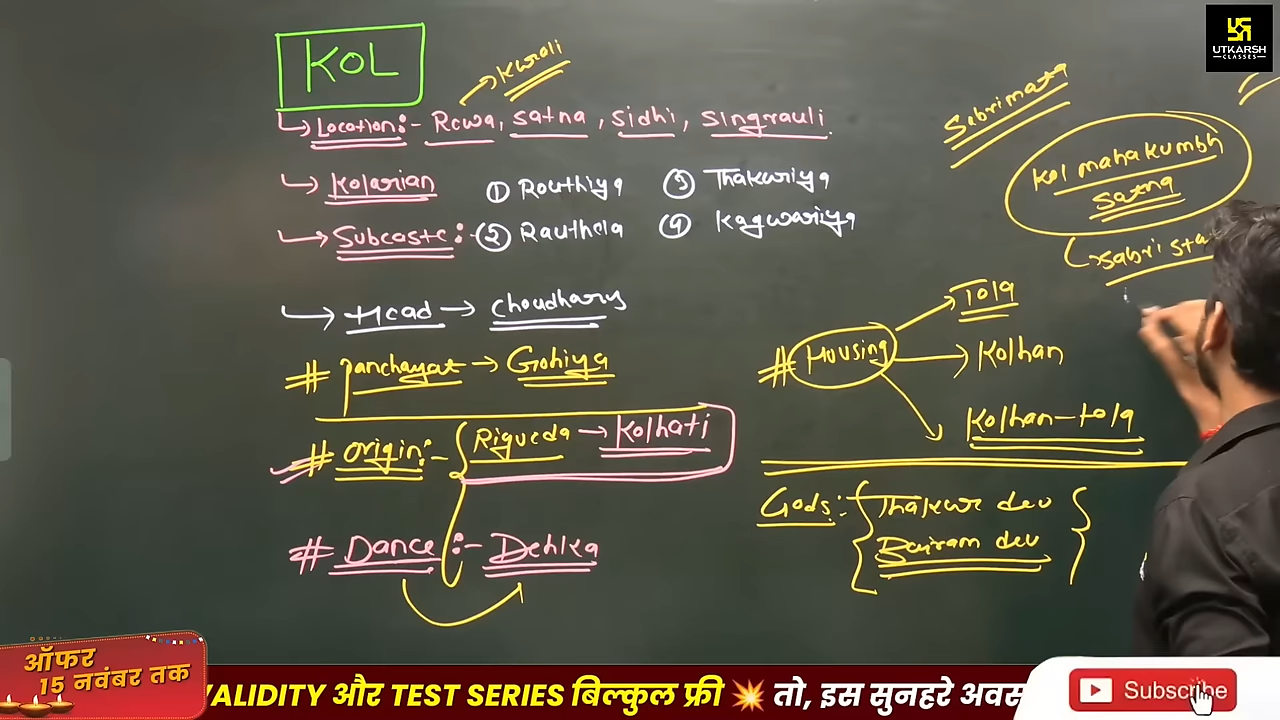 KOL
Kuroli
Location:- Rewa, Satna, Sidhi, Singrauli
Kolarian
① Routhiya ③ Thakuriya
Subcaste:- ② Rauthela ④ Kagwariya
Head → Choudhary
# Panchayat → Gohiya
# Origin:- Rigveda → Kolhati
# Dance:- Dehka
Sabrimata
Kol mahakumbh
Satna
Sabri
# Housing
Tola
Kolhan
Kolhan-tola
Gods:- Thakur dev
Bairam dev
UTKARSH
CLASSES
ऑफर
15 नवंबर तक
VALIDITY और TEST SERIES बिल्कुल फ्री 💥 तो, इस सुनहरे अवस
Subscribe